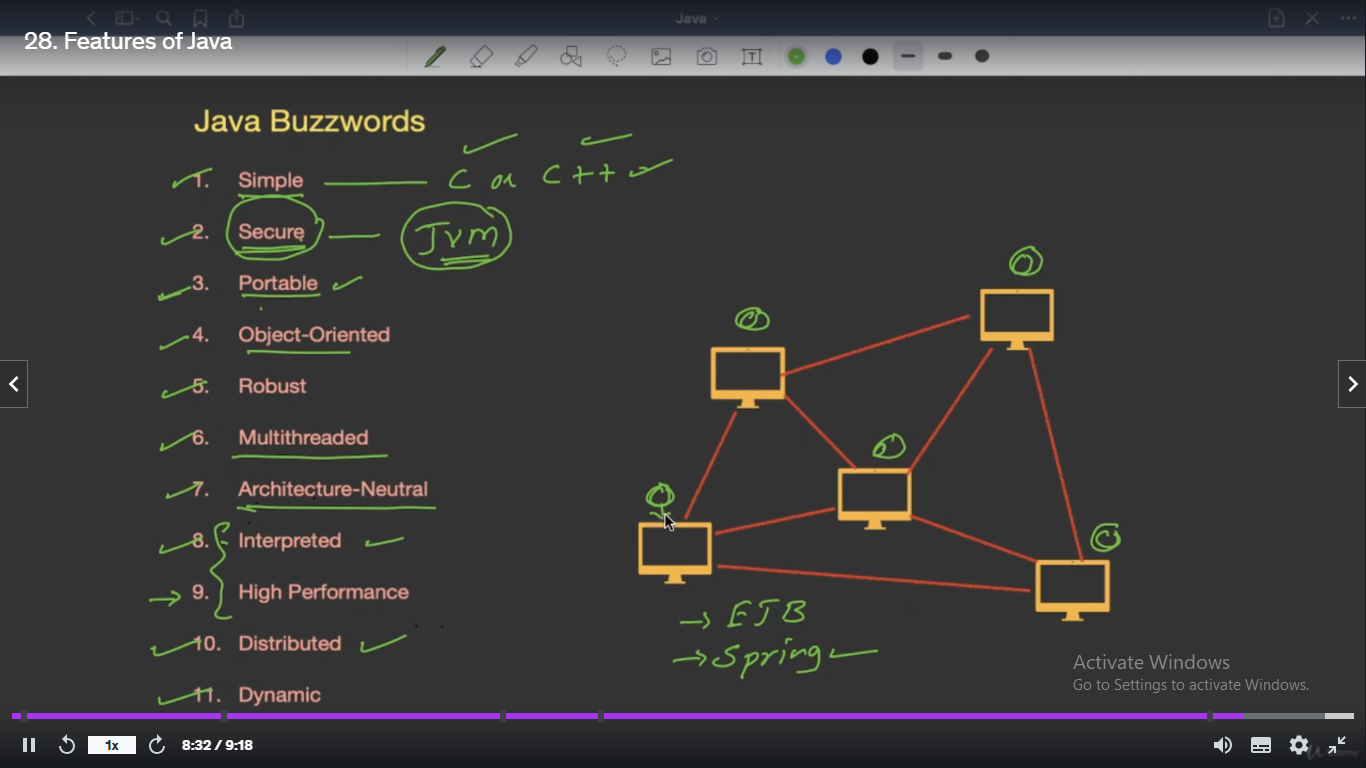 Java
28. Features of Java
T
Java Buzzwords
1. Simple C or C++
2. Secure Jvm
3. Portable
4. Object-Oriented
5. Robust
6. Multithreaded
7. Architecture-Neutral
8. Interpreted
9. High Performance
10. Distributed
11. Dynamic
→ EJB
→ Spring
Activate Windows
Go to Settings to activate Windows.
1x
8:32 / 9:18